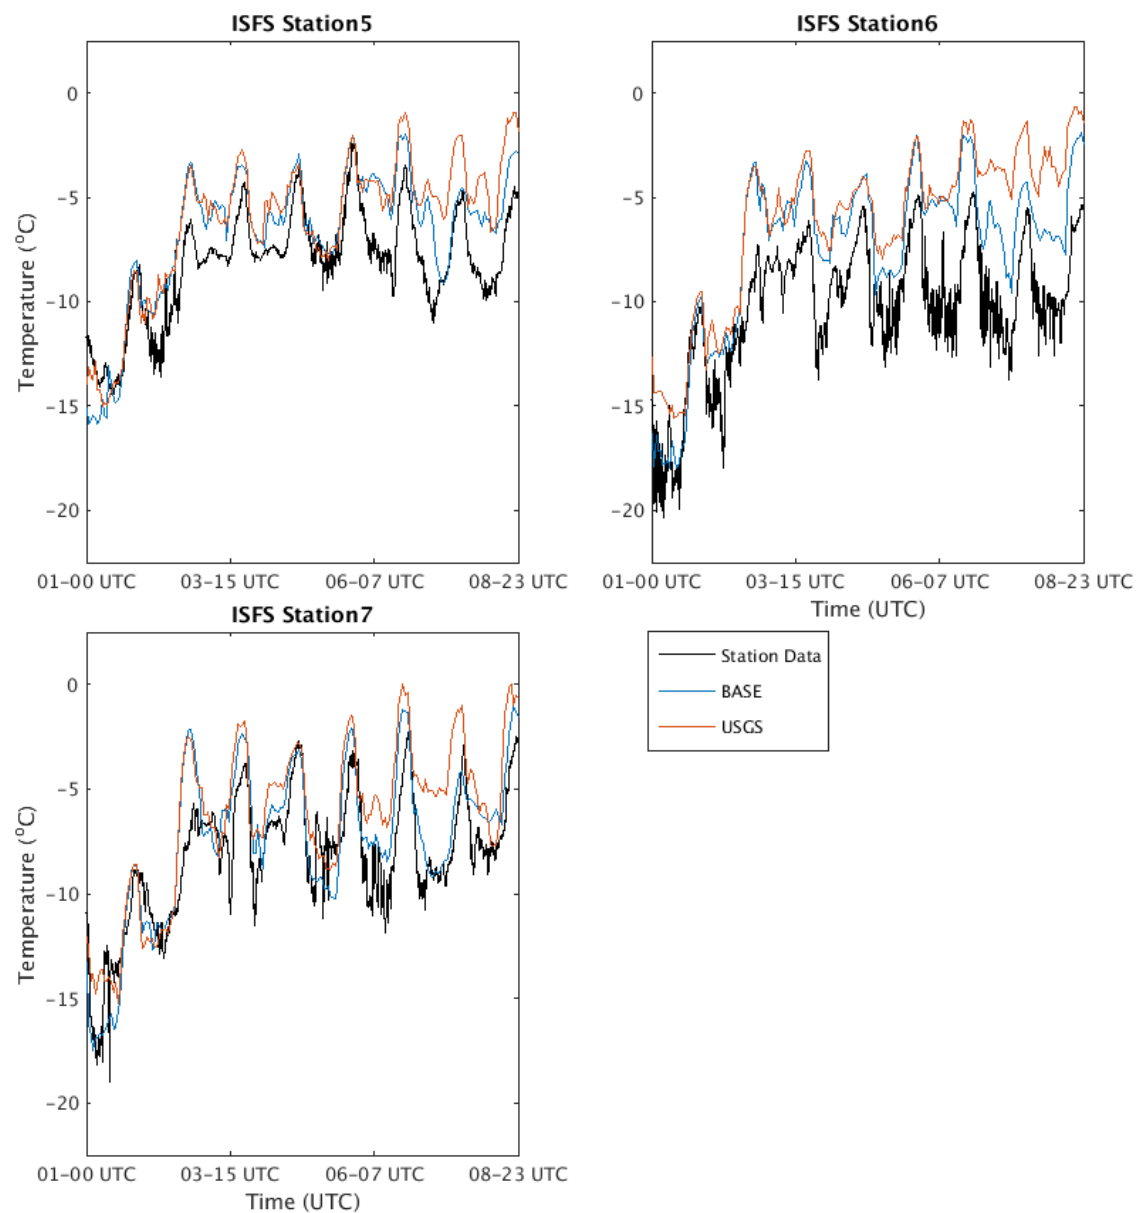 ISFS Station5
Temperature (°C)
0
−5
−10
−15
−20
01−00 UTC 03−15 UTC 06−07 UTC 08−23 UTC
ISFS Station6
0
−5
−10
−15
−20
01−00 UTC 03−15 UTC 06−07 UTC 08−23 UTC
Time (UTC)
ISFS Station7
Temperature (°C)
0
−5
−10
−15
−20
01−00 UTC 03−15 UTC 06−07 UTC 08−23 UTC
Time (UTC)
Station Data
BASE
USGS